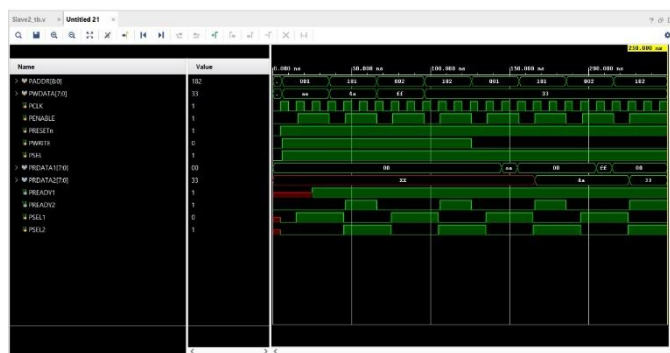 Slave2_tb.v × Untitled 21 ×
250.000 ns
Name Value
0.000 ns 50.000 ns 100.000 ns 150.000 ns 200.000 ns
PADDR[8:0] 102 001 101 002 102 001 101 002 102
PWDATA[7:0] 33 4a ff 33
PCLK 1
PENABLE 1
PRESETn 1
PWRITE 0
PSEL 1
PRDATA1[7:0] 00 00 00 ff 00
PRDATA2[7:0] 33 XX 4a 33
PREADY1 1
PREADY2 1
PSEL1 0
PSEL2 1